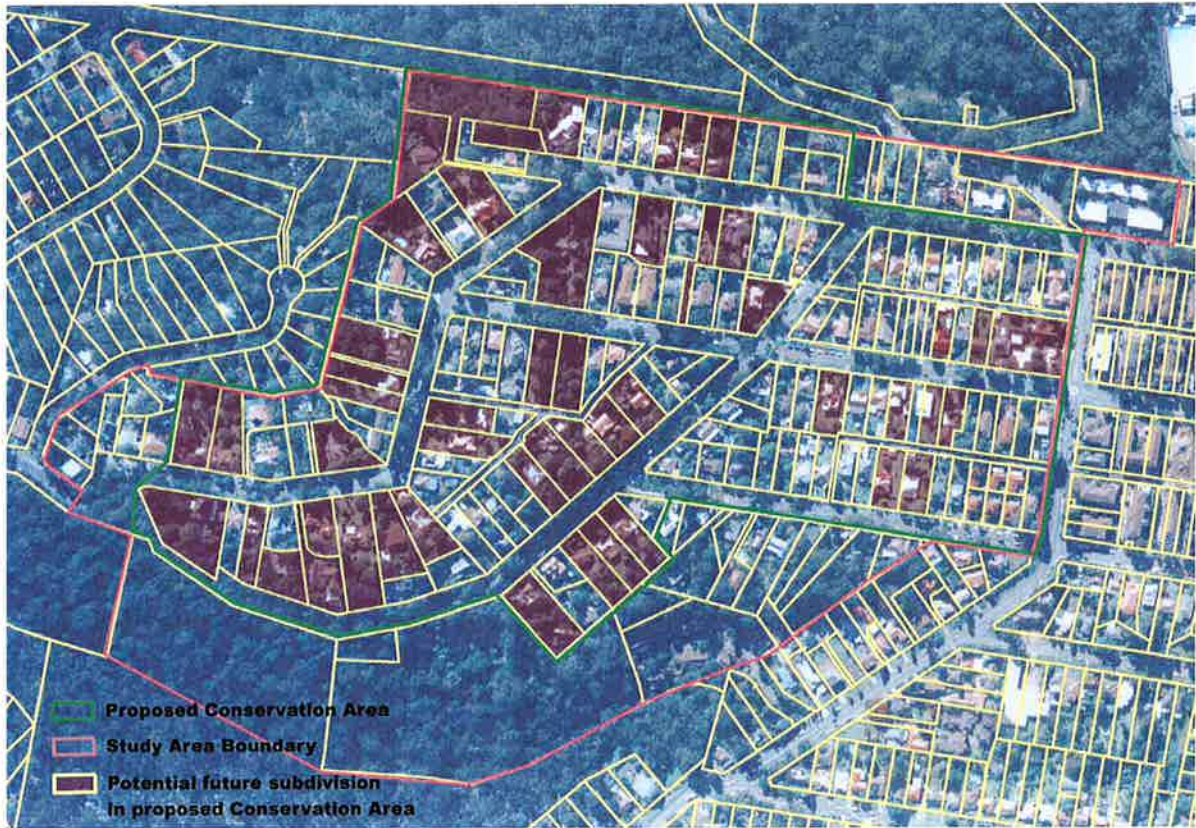 Proposed Conservation Area
Study Area Boundary
Potential future subdivision
in proposed Conservation Area